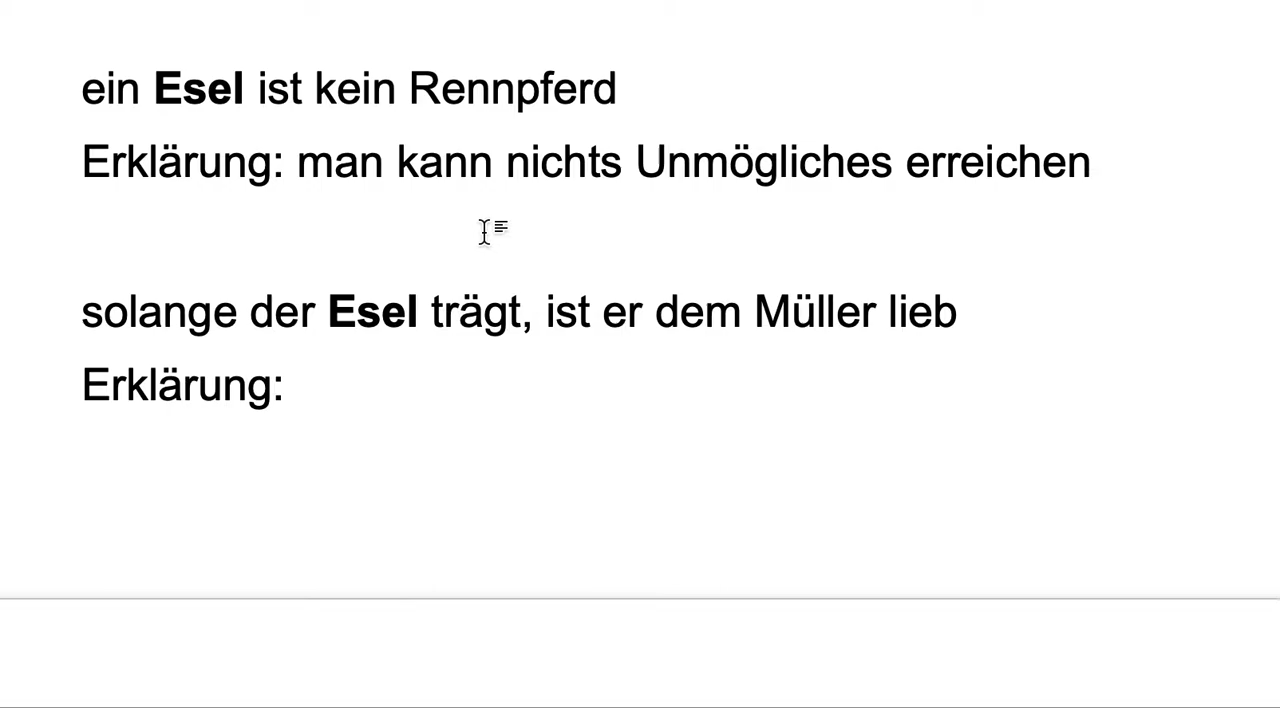 ein Esel ist kein Rennpferd
Erklärung: man kann nichts Unmögliches erreichen
solange der Esel trägt, ist er dem Müller lieb
Erklärung: